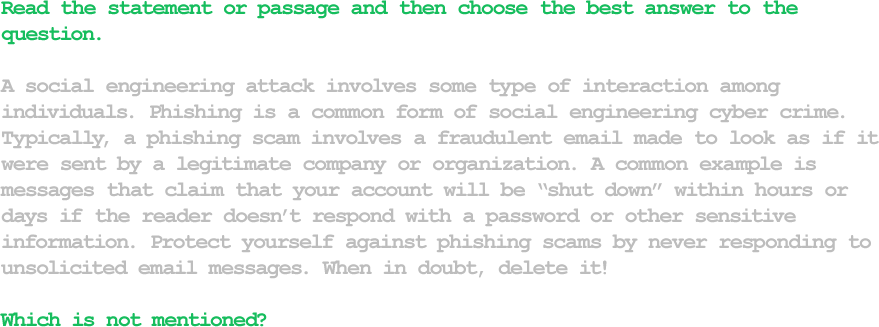 Read the statement or passage and then choose the best answer to the
question.
A social engineering attack involves some type of interaction among
individuals. Phishing is a common form of social engineering cyber crime.
Typically, a phishing scam involves a fraudulent email made to look as if it
were sent by a legitimate company or organization. A common example is
messages that claim that your account will be “shut down” within hours or
days if the reader doesn’t respond with a password or other sensitive
information. Protect yourself against phishing scams by never responding to
unsolicited email messages. When in doubt, delete it!
Which is not mentioned?